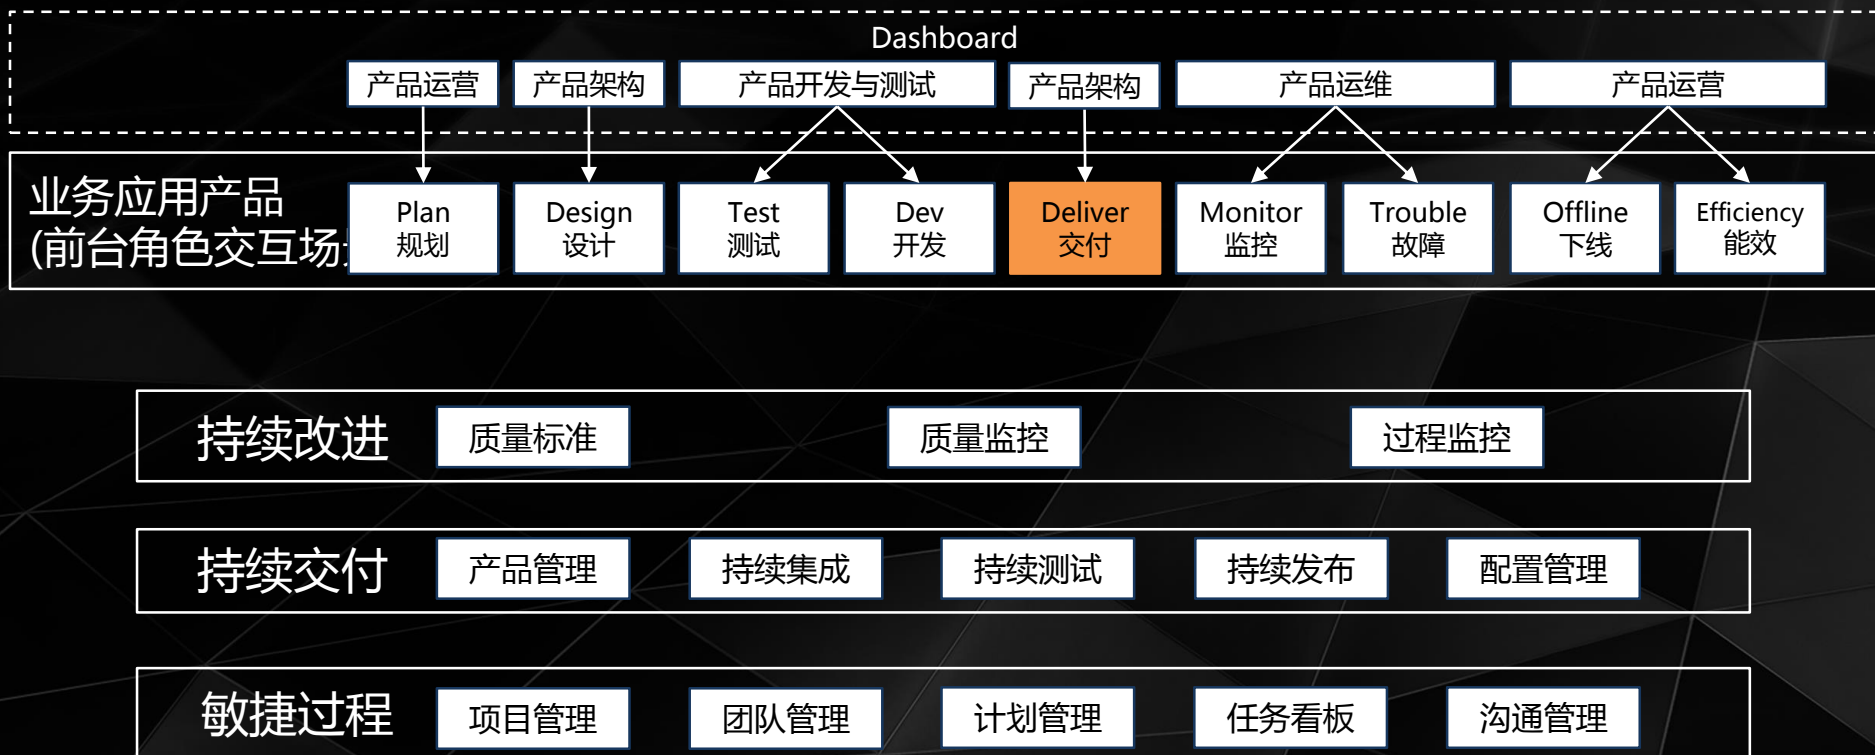 Dashboard
产品运营
产品架构
产品开发与测试
产品架构
产品运维
产品运营
业务应用产品
(前台角色交互场
Plan
规划
Design
设计
Test
测试
Dev
开发
Deliver
交付
Monitor
监控
Trouble
故障
Offline
下线
Efficiency
能效
持续改进
质量标准
质量监控
过程监控
持续交付
产品管理
持续集成
持续测试
持续发布
配置管理
敏捷过程
项目管理
团队管理
计划管理
任务看板
沟通管理